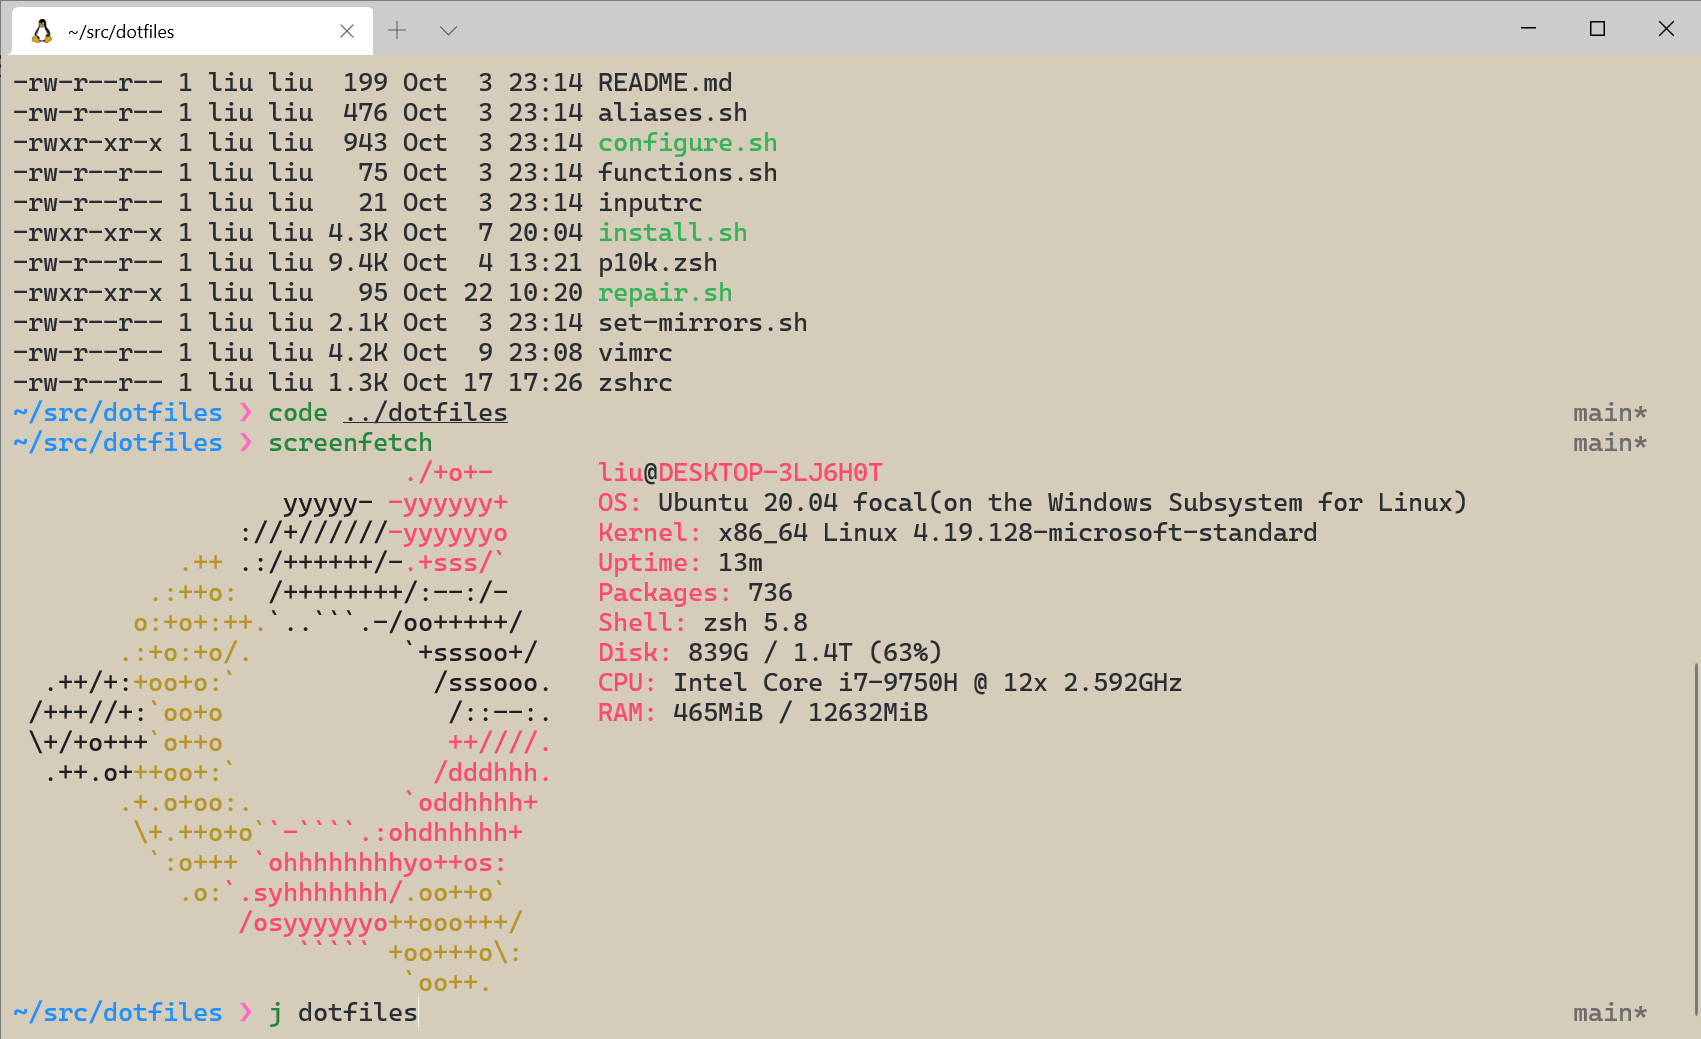 ~/src/dotfiles
-rw-r--r-- 1 liu liu  199 Oct  3 23:14 README.md
-rw-r--r-- 1 liu liu  476 Oct  3 23:14 aliases.sh
-rwxr-xr-x 1 liu liu  943 Oct  3 23:14 configure.sh
-rw-r--r-- 1 liu liu   75 Oct  3 23:14 functions.sh
-rw-r--r-- 1 liu liu   21 Oct  3 23:14 inputrc
-rwxr-xr-x 1 liu liu 4.3K Oct  7 20:04 install.sh
-rw-r--r-- 1 liu liu 9.4K Oct  4 13:21 p10k.zsh
-rwxr-xr-x 1 liu liu   95 Oct 22 10:20 repair.sh
-rw-r--r-- 1 liu liu 2.1K Oct  3 23:14 set-mirrors.sh
-rw-r--r-- 1 liu liu 4.2K Oct  9 23:08 vimrc
-rw-r--r-- 1 liu liu 1.3K Oct 17 17:26 zshrc
~/src/dotfiles ❯ code ../dotfiles main*
~/src/dotfiles ❯ screenfetch main*
                          ./+o+-       liu@DESKTOP-3LJ6H0T
                  yyyyy- -yyyyyy+      OS: Ubuntu 20.04 focal(on the Windows Subsystem for Linux)
               ://+//////-yyyyyyo      Kernel: x86_64 Linux 4.19.128-microsoft-standard
           .++ .:/++++++/-.+sss/`      Uptime: 13m
         .:++o:  /++++++++/:--:/-      Packages: 736
        o:+o+:++.`..```.-/oo+++++/     Shell: zsh 5.8
       .:+o:+o/.          `+sssoo+/    Disk: 839G / 1.4T (63%)
  .++/+:+oo+o:`             /sssooo.   CPU: Intel Core i7-9750H @ 12x 2.592GHz
 /+++//+:`oo+o               /::--:.   RAM: 465MiB / 12632MiB
 \+/+o+++`o++o               ++////.
  .++.o+++oo+:`             /dddhhh.
       .+.o+oo:.          `oddhhhh+
        \+.++o+o``-````.:ohdhhhhh+
         `:o+++ `ohhhhhhhhyo++os:
           .o:`.syhhhhhhh/.oo++o`
               /osyyyyyyo++ooo+++/
                   ````` +oo+++o\:
                          `oo++.
~/src/dotfiles ❯ j dotfiles main*